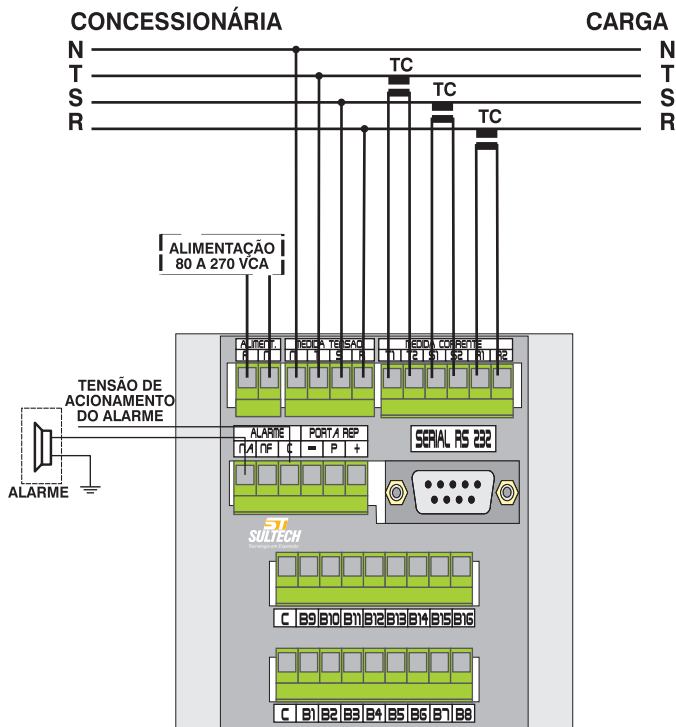 CONCESSIONÁRIA CARGA
N N
T TC T
S TC S
R TC R
ALIMENTAÇÃO
80 A 270 VCA
ALIMENT. MEDIDA TENSAO MEDIDA CORRENTE
F N N T S R T1 T2 S1 S2 R1 R2
TENSÃO DE
ACIONAMENTO
DO ALARME
ALARME PORTA REP SERIAL RS 232
NA NF C - P +
ALARME
ST
SULTECH
C B9 B10 B11 B12 B13 B14 B15 B16
C B1 B2 B3 B4 B5 B6 B7 B8